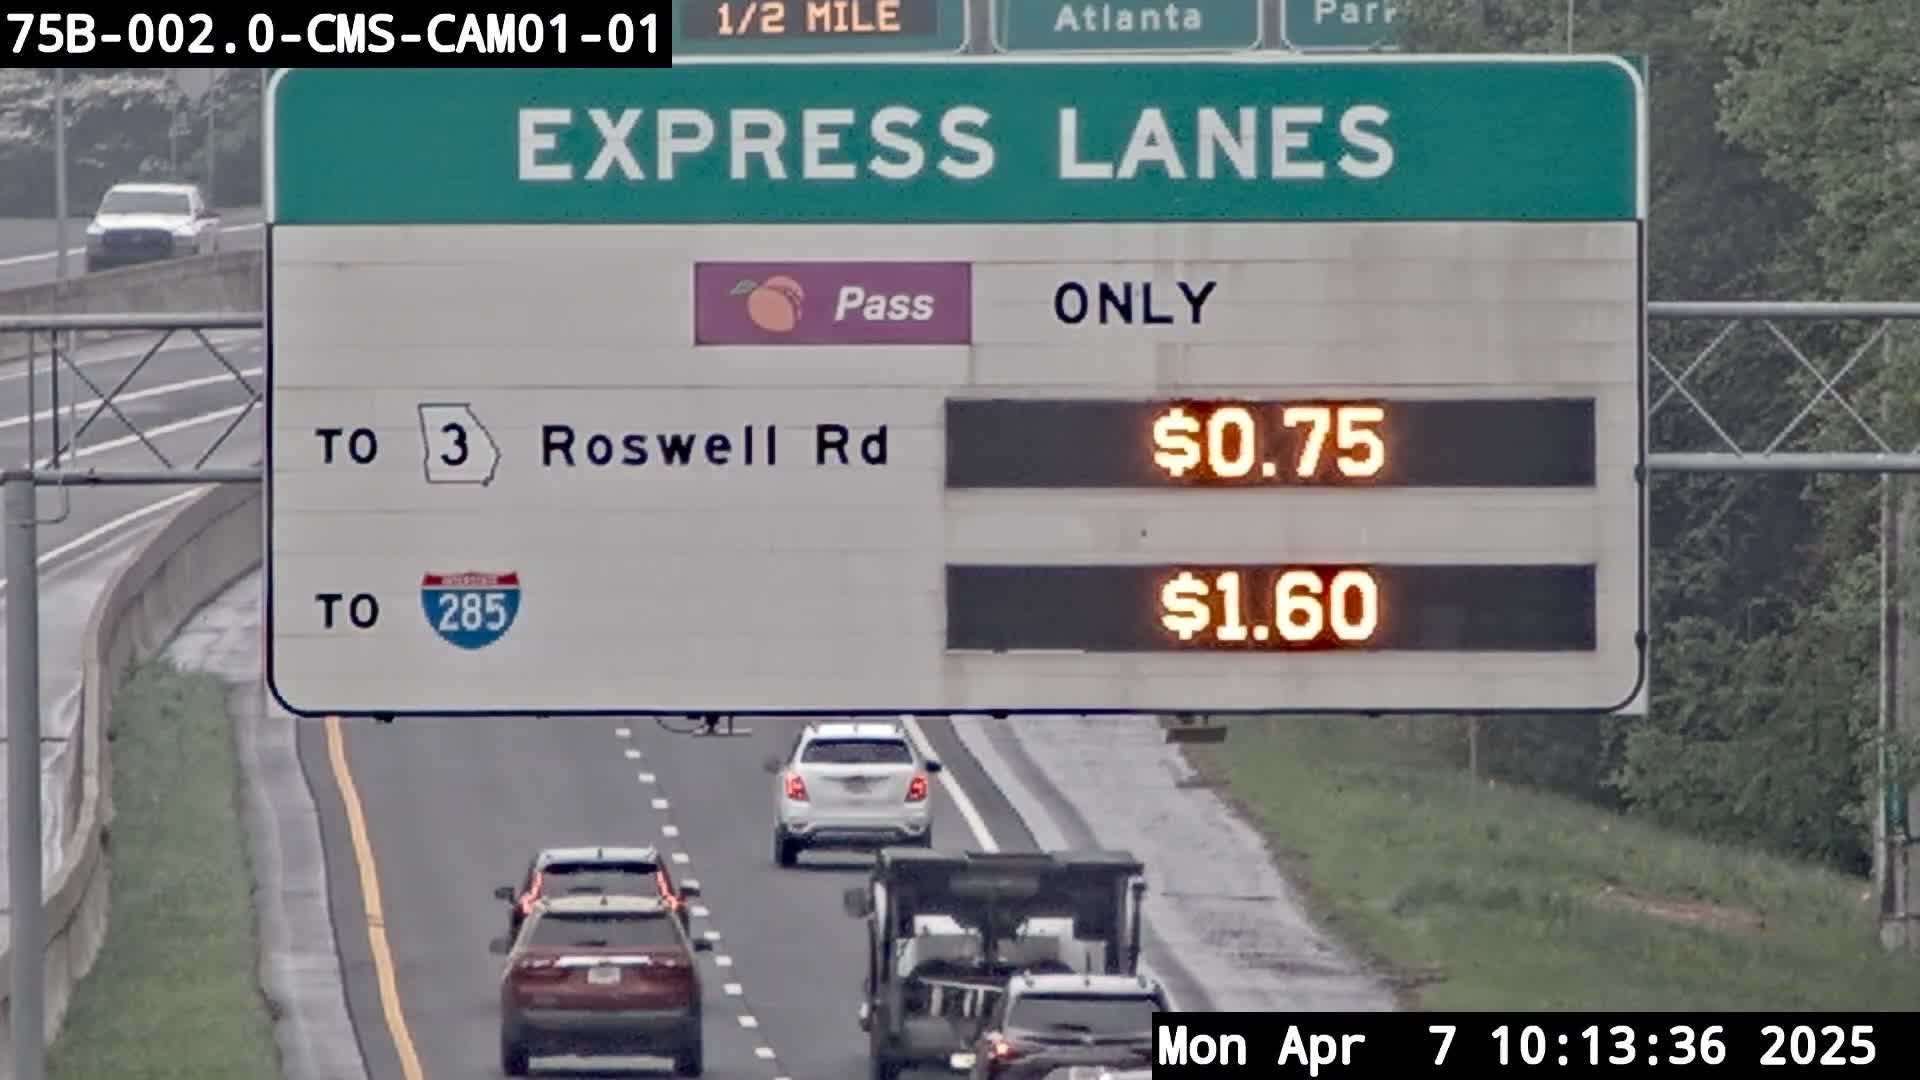 75B-002.0-CMS-CAM01-01
1/2 MILE
Atlanta
EXPRESS LANES
Pass ONLY
TO 3 Roswell Rd $0.75
INTERSTATE
TO 285 $1.60
Mon Apr 7 10:13:36 2025